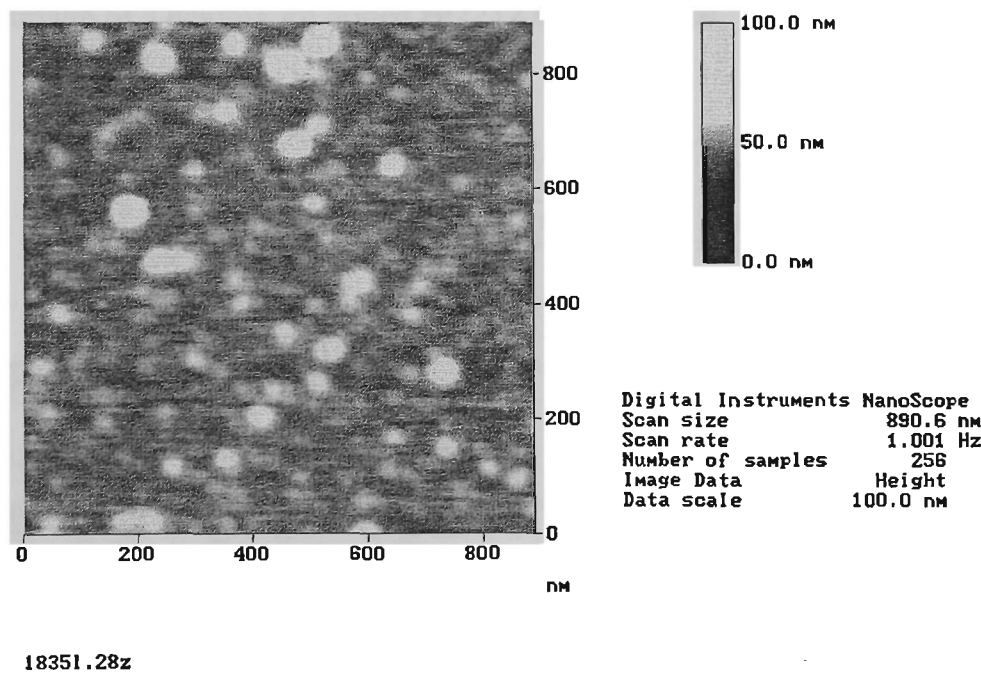 100.0 nM
50.0 nM
0.0 nM
800
600
400
200
0
0 200 400 600 800
nM
Digital Instruments NanoScope
Scan size 890.6 nM
Scan rate 1.001 Hz
Number of samples 256
Image Data Height
Data scale 100.0 nM
18351.28z